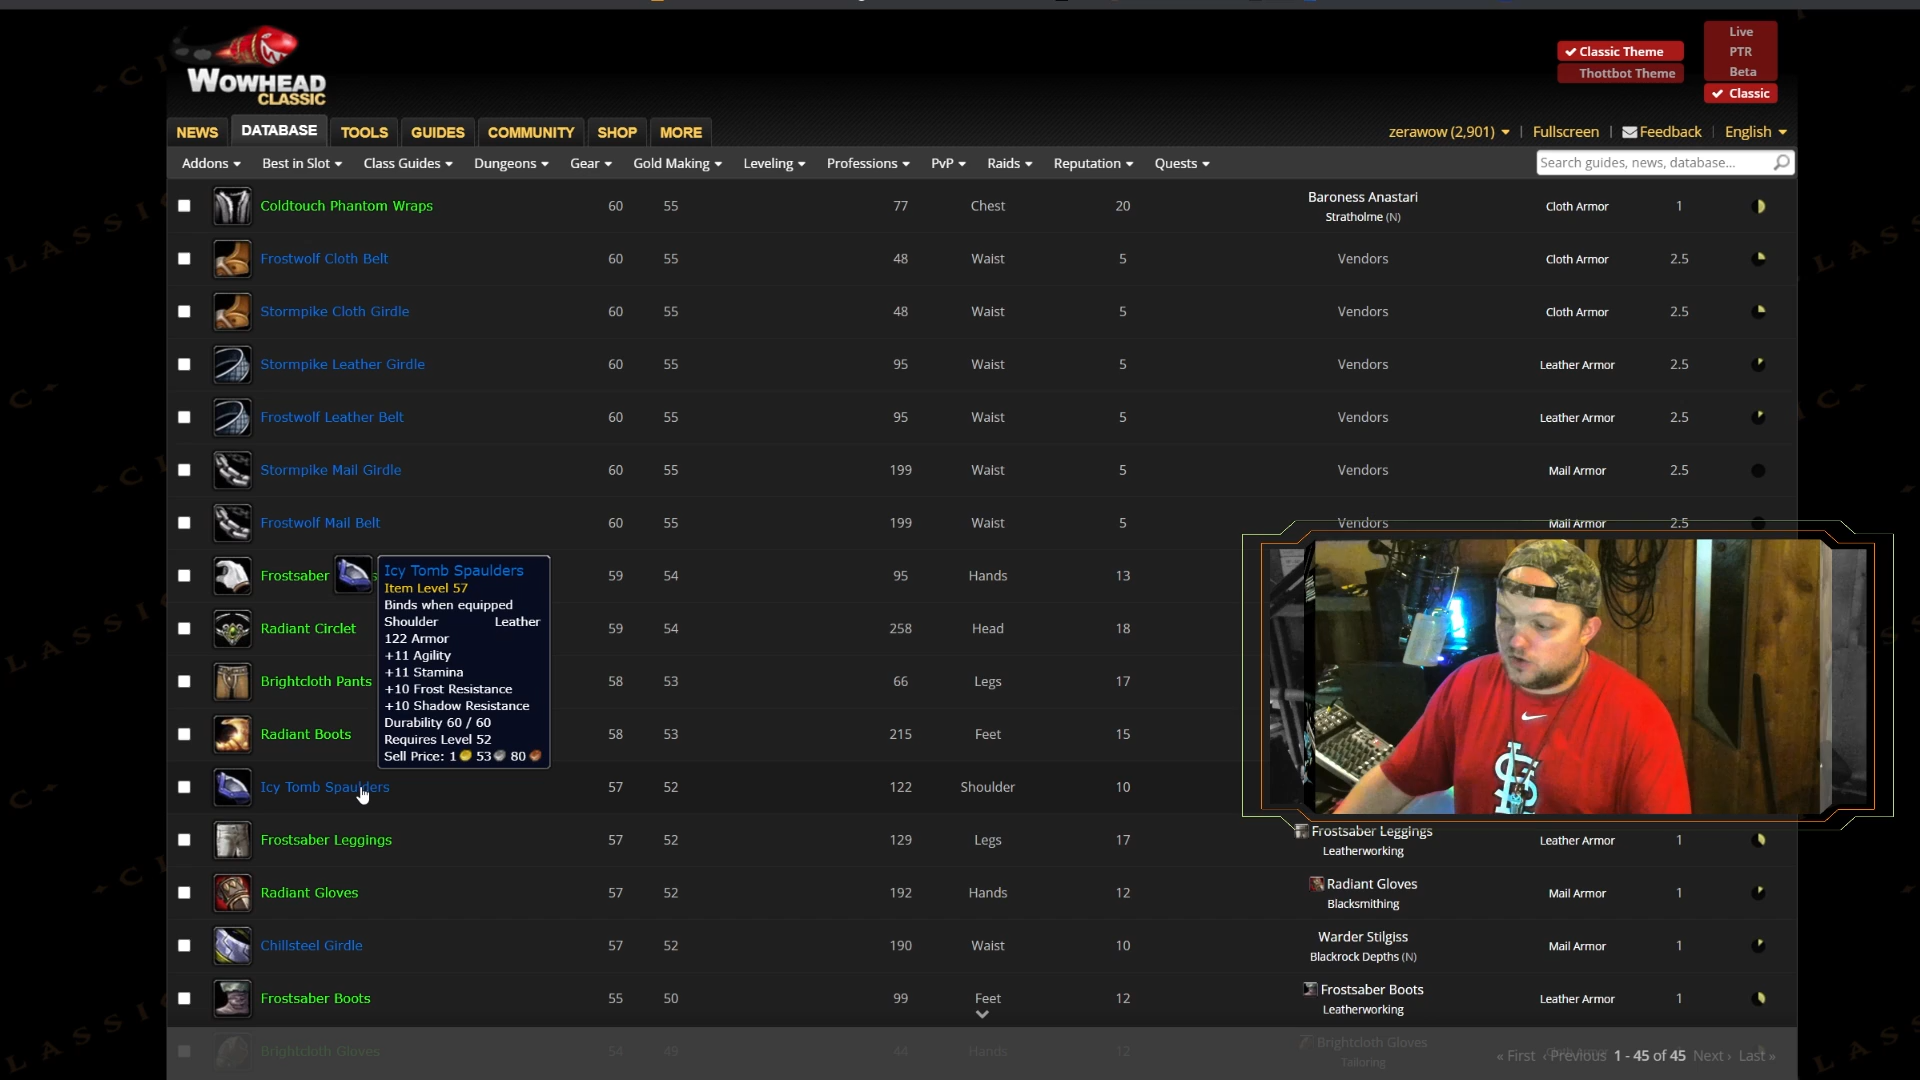 WOWHEAD
CLASSIC
Classic Theme
Thottbot Theme
Live
PTR
Beta
Classic
NEWS DATABASE TOOLS GUIDES COMMUNITY SHOP MORE
zerawow (2,901) | Fullscreen | Feedback | English
Addons Best in Slot Class Guides Dungeons Gear Gold Making Leveling Professions PvP Raids Reputation Quests
Search guides, news, database...
Coldtouch Phantom Wraps 60 55 77 Chest 20 Baroness Anastari Cloth Armor 1
Stratholme (N)
Frostwolf Cloth Belt 60 55 48 Waist 5 Vendors Cloth Armor 2.5
Stormpike Cloth Girdle 60 55 48 Waist 5 Vendors Cloth Armor 2.5
Stormpike Leather Girdle 60 55 95 Waist 5 Vendors Leather Armor 2.5
Frostwolf Leather Belt 60 55 95 Waist 5 Vendors Leather Armor 2.5
Stormpike Mail Girdle 60 55 199 Waist 5 Vendors Mail Armor 2.5
Frostwolf Mail Belt 60 55 199 Waist 5 Vendors Mail Armor 2.5
Frostsaber 59 54 95 Hands 13
Radiant Circlet 59 54 258 Head 18
Brightcloth Pants 58 53 66 Legs 17
Radiant Boots 58 53 215 Feet 15
Icy Tomb Spaulders
Item Level 57
Binds when equipped
Shoulder Leather
122 Armor
+11 Agility
+11 Stamina
+10 Frost Resistance
+10 Shadow Resistance
Durability 60 / 60
Requires Level 52
Sell Price: 1 53 80
Icy Tomb Spaulders 57 52 122 Shoulder 10
Frostsaber Leggings 57 52 129 Legs 17 Frostsaber Leggings Leather Armor 1
Leatherworking
Radiant Gloves 57 52 192 Hands 12 Radiant Gloves Mail Armor 1
Blacksmithing
Chillsteel Girdle 57 52 190 Waist 10 Warder Stilgiss Mail Armor 1
Blackrock Depths (N)
Frostsaber Boots 55 50 99 Feet 12 Frostsaber Boots Leather Armor 1
Leatherworking
Brightcloth Gloves 54 49 44 Hands 12 Brightcloth Gloves
Tailoring
« First ‹ Previous 1 - 45 of 45 Next › Last »